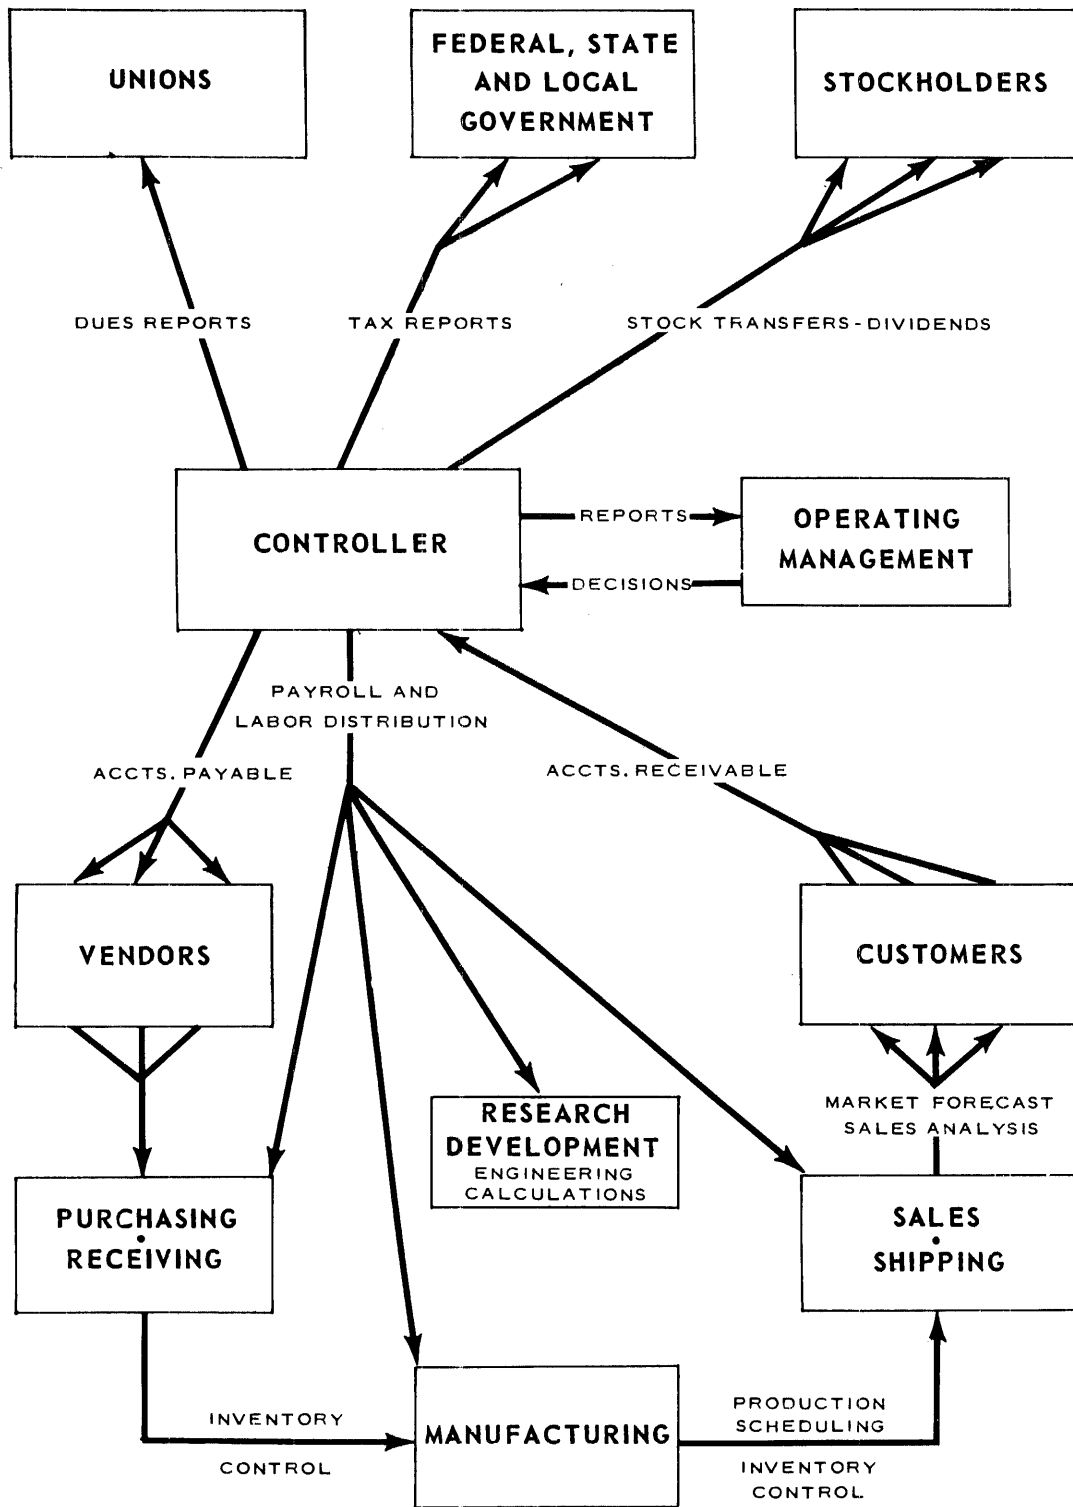 UNIONS
FEDERAL, STATE
AND LOCAL
GOVERNMENT
STOCKHOLDERS
DUES REPORTS
TAX REPORTS
STOCK TRANSFERS-DIVIDENDS
CONTROLLER
REPORTS
DECISIONS
OPERATING
MANAGEMENT
PAYROLL AND
LABOR DISTRIBUTION
ACCTS. PAYABLE
ACCTS. RECEIVABLE
VENDORS
CUSTOMERS
RESEARCH
DEVELOPMENT
ENGINEERING
CALCULATIONS
MARKET FORECAST
SALES ANALYSIS
PURCHASING
•
RECEIVING
SALES
•
SHIPPING
INVENTORY
CONTROL
MANUFACTURING
PRODUCTION
SCHEDULING
INVENTORY
CONTROL